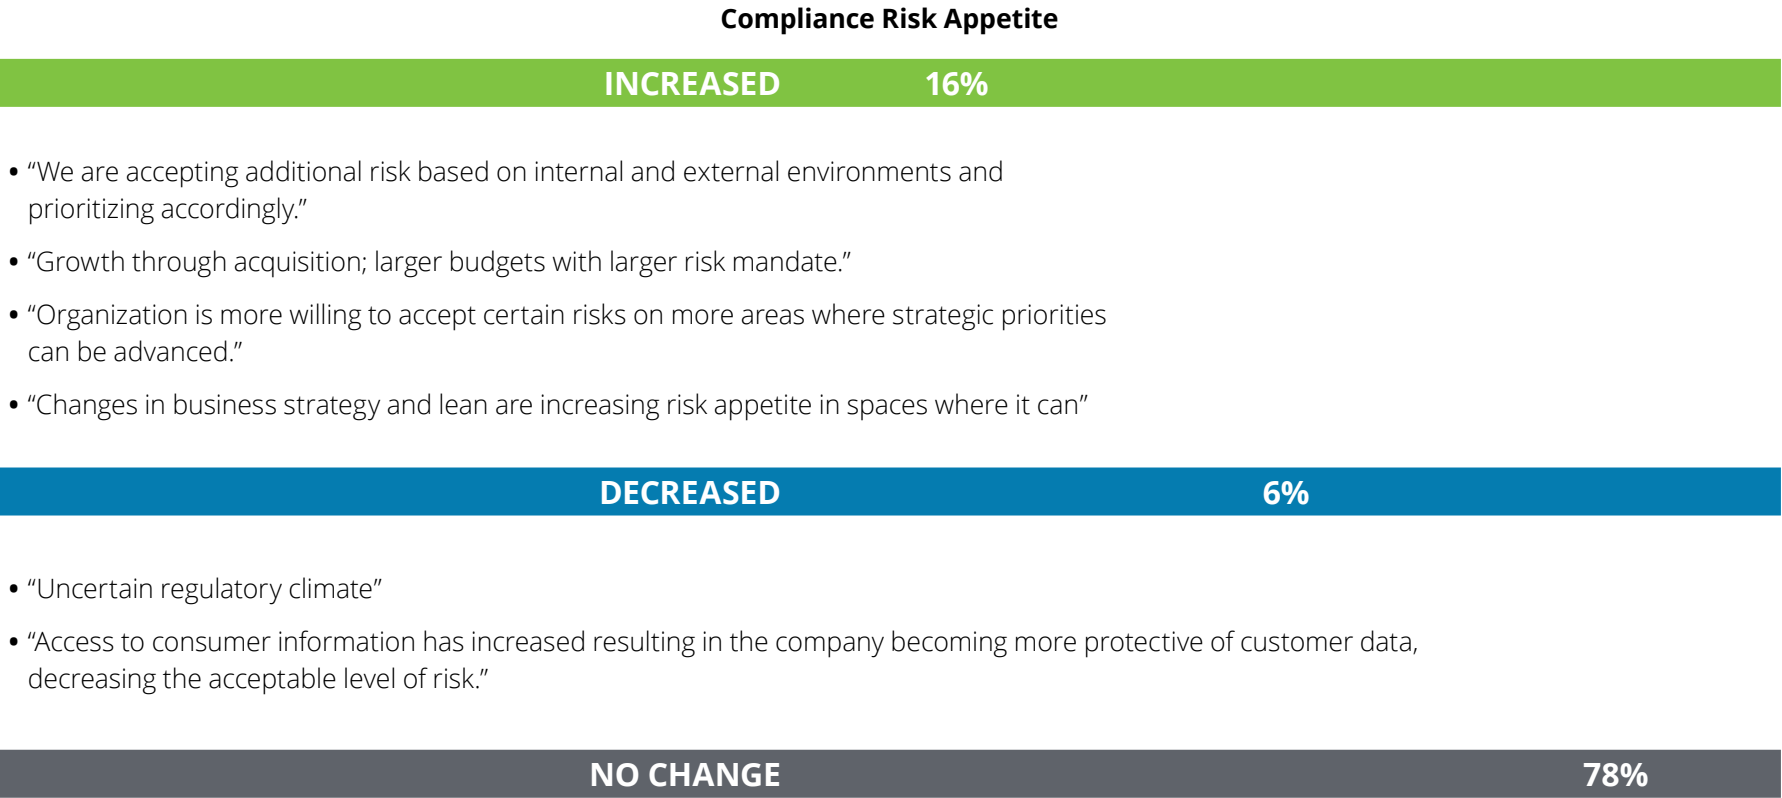 Compliance Risk Appetite
INCREASED 16%
• “We are accepting additional risk based on internal and external environments and
prioritizing accordingly.”
• “Growth through acquisition; larger budgets with larger risk mandate.”
• “Organization is more willing to accept certain risks on more areas where strategic priorities
can be advanced.”
• “Changes in business strategy and lean are increasing risk appetite in spaces where it can”
DECREASED 6%
• “Uncertain regulatory climate”
• “Access to consumer information has increased resulting in the company becoming more protective of customer data,
decreasing the acceptable level of risk.”
NO CHANGE 78%